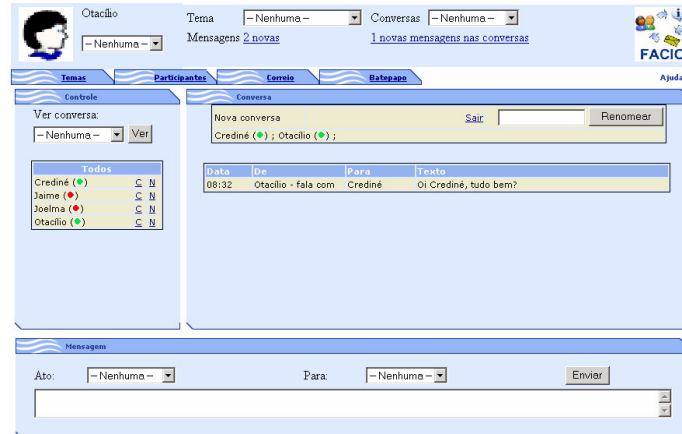 Otacílio Tema – Nenhuma – Conversas – Nenhuma –
– Nenhuma – Mensagens 2 novas 1 novas mensagens nas conversas
FACIC
Temas Participantes Correio Batepapo Ajuda
Controle Conversa
Ver conversa: Nova conversa Sair Renomear
– Nenhuma – Ver Crediné ( ) ; Otacílio ( ) ;
Todos
Crediné ( ) C N
Jaime ( ) C N
Joelma ( ) C N
Otacílio ( ) C N
Data De Para Texto
08:32 Otacílio - fala com Crediné Oi Crediné, tudo bem?
Mensagem
Ato: – Nenhuma – Para: – Nenhuma – Enviar